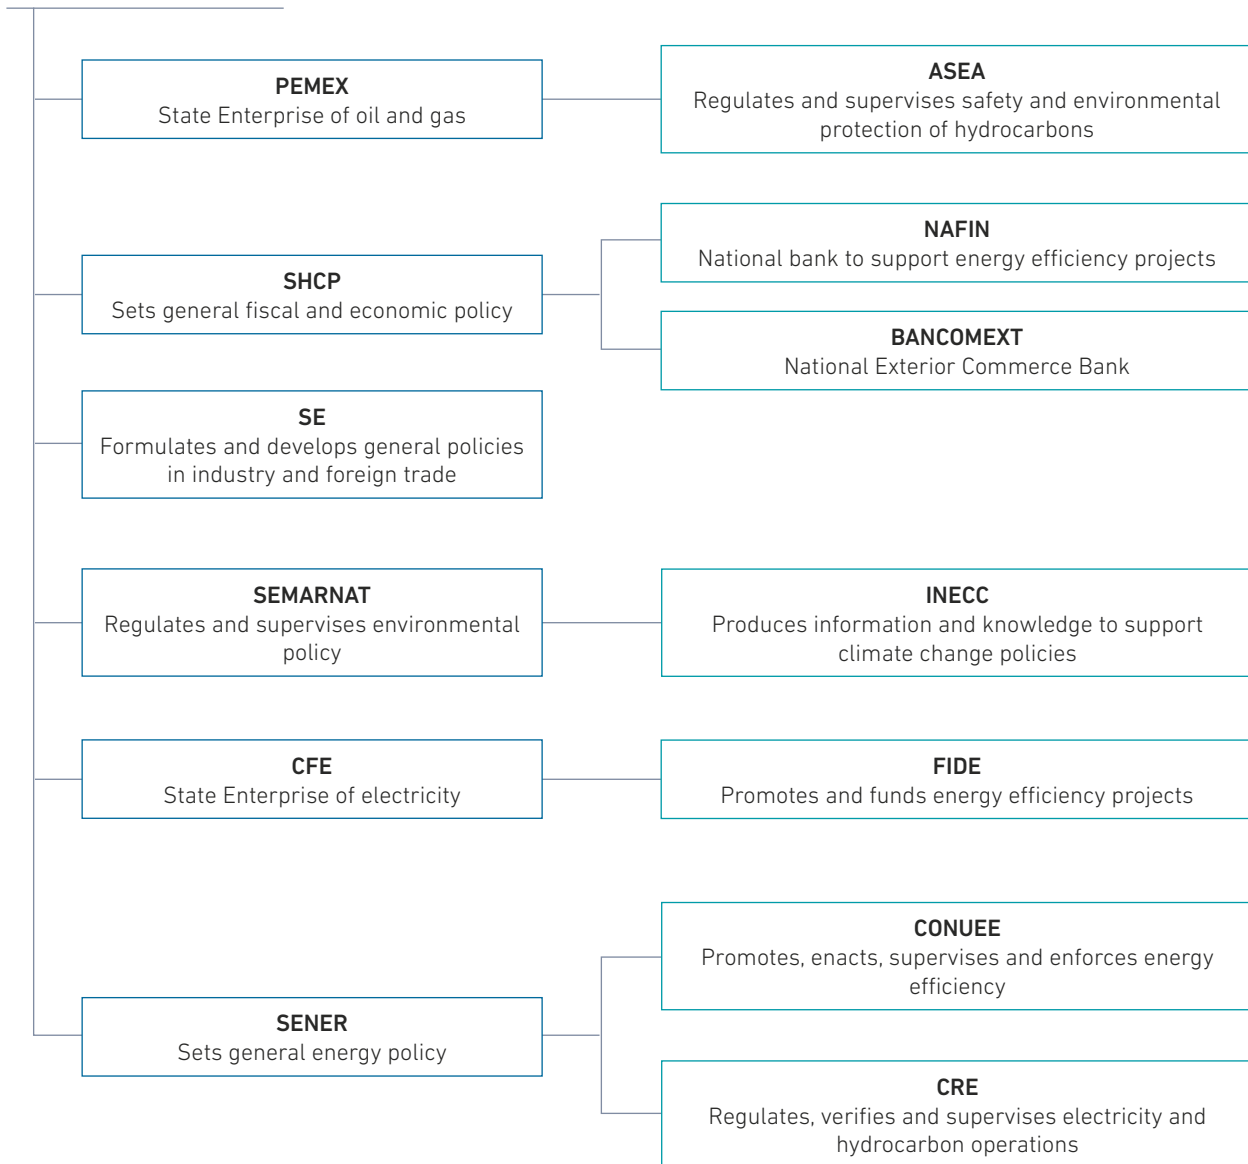 PEMEX
State Enterprise of oil and gas
ASEA
Regulates and supervises safety and environmental
protection of hydrocarbons
SHCP
Sets general fiscal and economic policy
NAFIN
National bank to support energy efficiency projects
BANCOMEXT
National Exterior Commerce Bank
SE
Formulates and develops general policies
in industry and foreign trade
SEMARNAT
Regulates and supervises environmental
policy
INECC
Produces information and knowledge to support
climate change policies
CFE
State Enterprise of electricity
FIDE
Promotes and funds energy efficiency projects
SENER
Sets general energy policy
CONUEE
Promotes, enacts, supervises and enforces energy
efficiency
CRE
Regulates, verifies and supervises electricity and
hydrocarbon operations